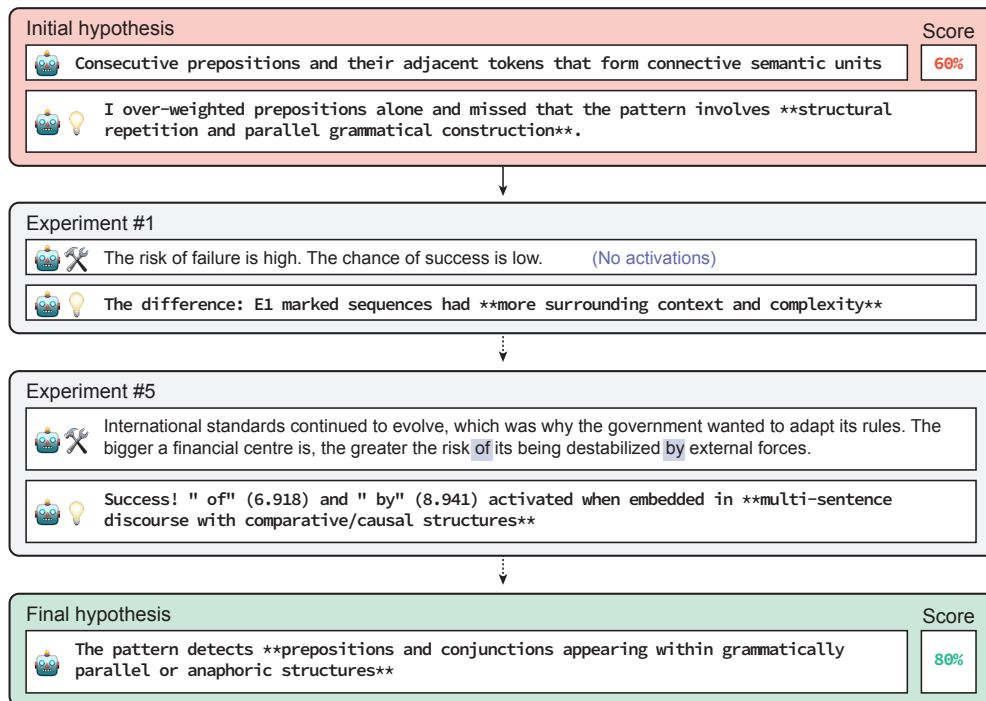 Initial hypothesis
Score
Consecutive prepositions and their adjacent tokens that form connective semantic units
60%
I over-weighted prepositions alone and missed that the pattern involves **structural
repetition and parallel grammatical construction**.
Experiment #1
The risk of failure is high. The chance of success is low. (No activations)
The difference: E1 marked sequences had **more surrounding context and complexity**
Experiment #5
International standards continued to evolve, which was why the government wanted to adapt its rules. The
bigger a financial centre is, the greater the risk of its being destabilized by external forces.
Success! " of" (6.918) and " by" (8.941) activated when embedded in **multi-sentence
discourse with comparative/causal structures**
Final hypothesis
Score
The pattern detects **prepositions and conjunctions appearing within grammatically
parallel or anaphoric structures**
80%